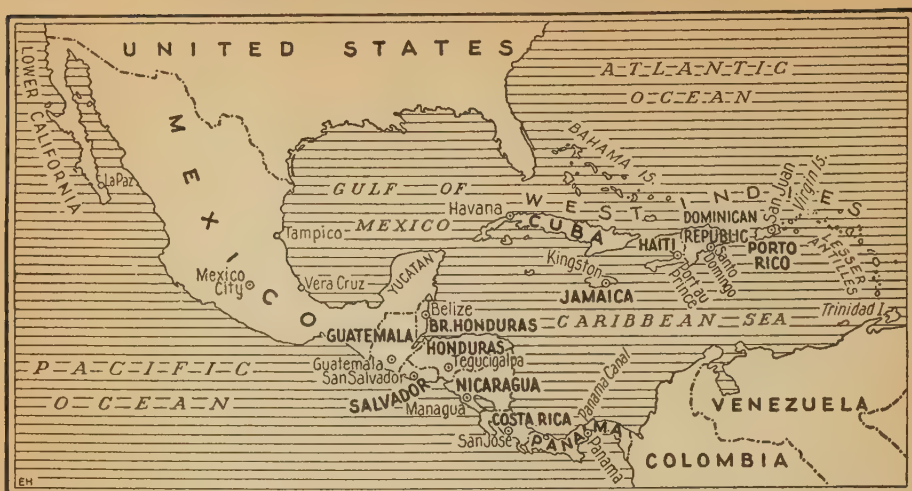 UNITED STATES
LOWER CALIFORNIA
ATLANTIC
OCEAN
MEXICO
BAHAMA IS.
La Paz
GULF OF
MEXICO
WEST INDIES
Havana
CUBA
San Juan
Virgin Is.
DOMINICAN
REPUBLIC
Tampico
HAITI
PORTO
RICO
LESSER
ANTILLES
Kingston
Port au
Prince
Santo
Domingo
Mexico
City
Vera Cruz
YUCATAN
JAMAICA
Belize
BR. HONDURAS
CARIBBEAN SEA
Trinidad I.
GUATEMALA
HONDURAS
Guatemala
Tegucigalpa
San Salvador
SALVADOR
NICARAGUA
PACIFIC
OCEAN
Managua
Panama Canal
VENEZUELA
COSTA RICA
San José
PANAMA
Panama
COLOMBIA
EH